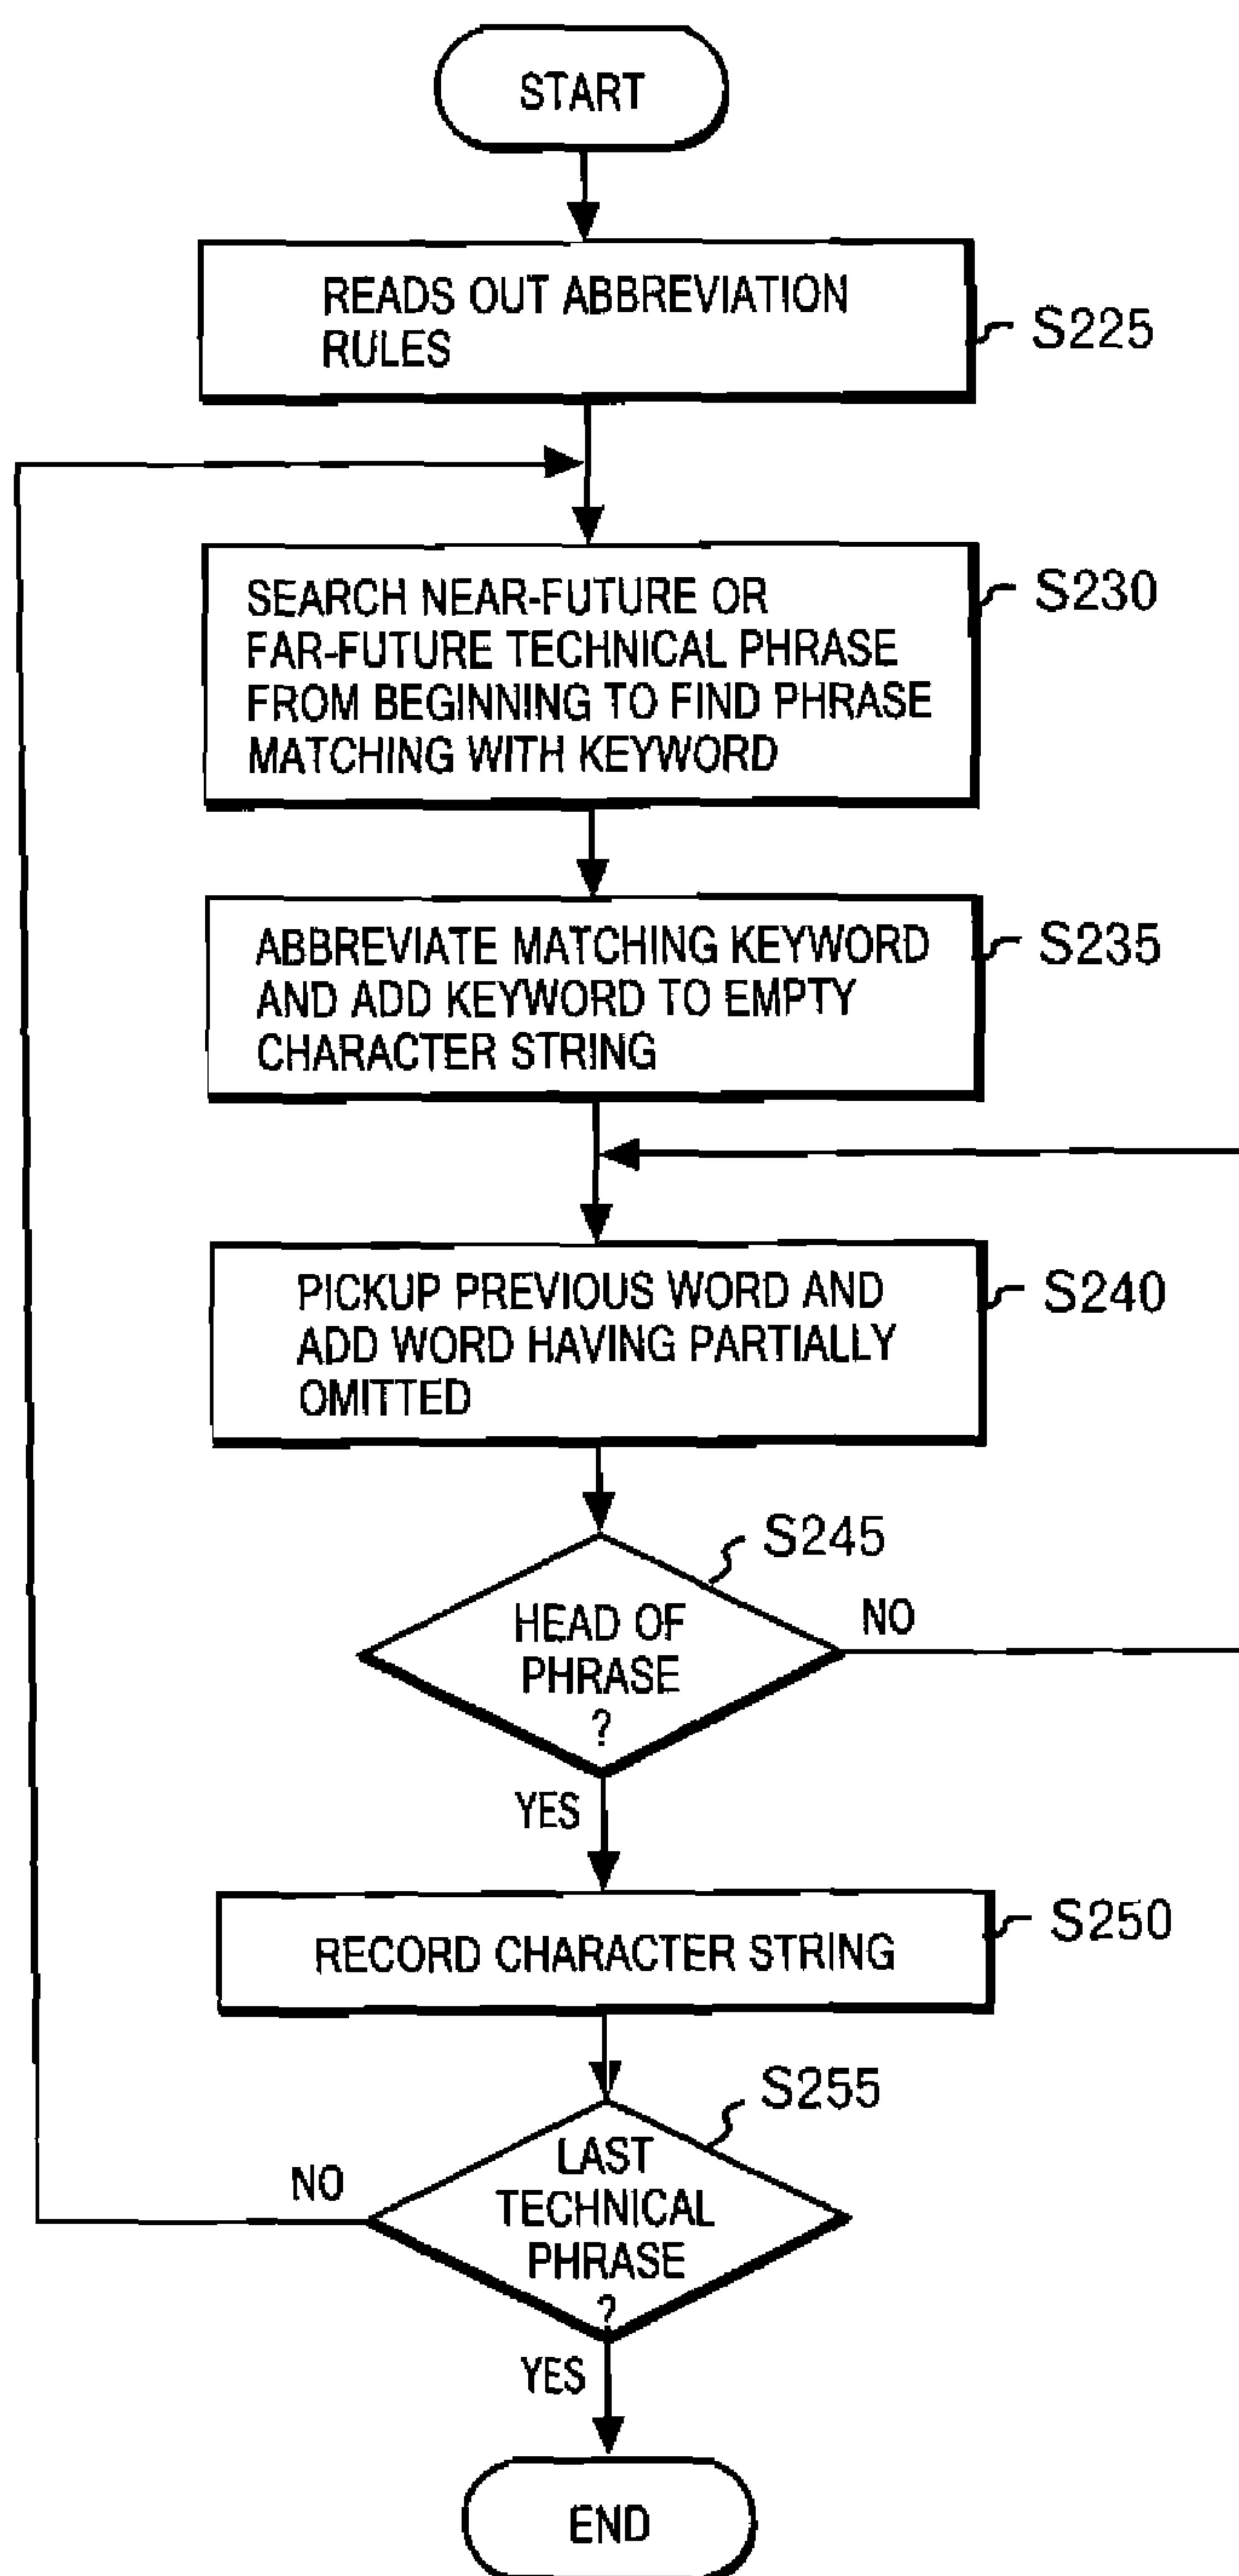 START
READS OUT ABBREVIATION
RULES
S225
SEARCH NEAR-FUTURE OR
FAR-FUTURE TECHNICAL PHRASE
FROM BEGINNING TO FIND PHRASE
MATCHING WITH KEYWORD
S230
ABBREVIATE MATCHING KEYWORD
AND ADD KEYWORD TO EMPTY
CHARACTER STRING
S235
PICKUP PREVIOUS WORD AND
ADD WORD HAVING PARTIALLY
OMITTED
S240
S245
HEAD OF
PHRASE
?
NO
YES
RECORD CHARACTER STRING
S250
S255
LAST
TECHNICAL
PHRASE
?
NO
YES
END